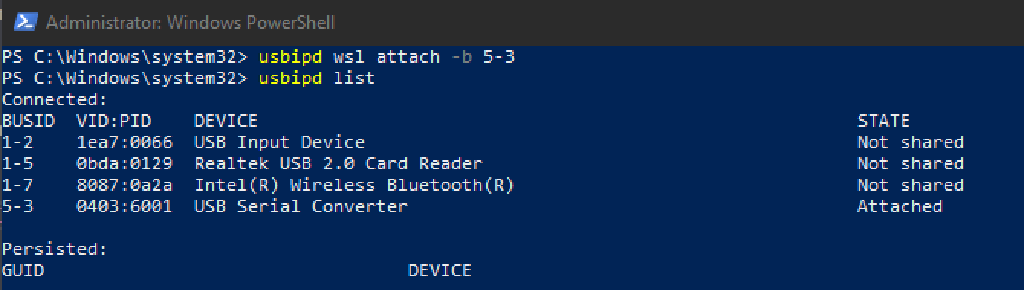 Administrator: Windows PowerShell
PS C:\Windows\system32> usbipd wsl attach -b 5-3
PS C:\Windows\system32> usbipd list
Connected:
BUSID  VID:PID    DEVICE                                                        STATE
1-2    1ea7:0066  USB Input Device                                              Not shared
1-5    0bda:0129  Realtek USB 2.0 Card Reader                                   Not shared
1-7    8087:0a2a  Intel(R) Wireless Bluetooth(R)                                Not shared
5-3    0403:6001  USB Serial Converter                                          Attached
Persisted:
GUID                                  DEVICE